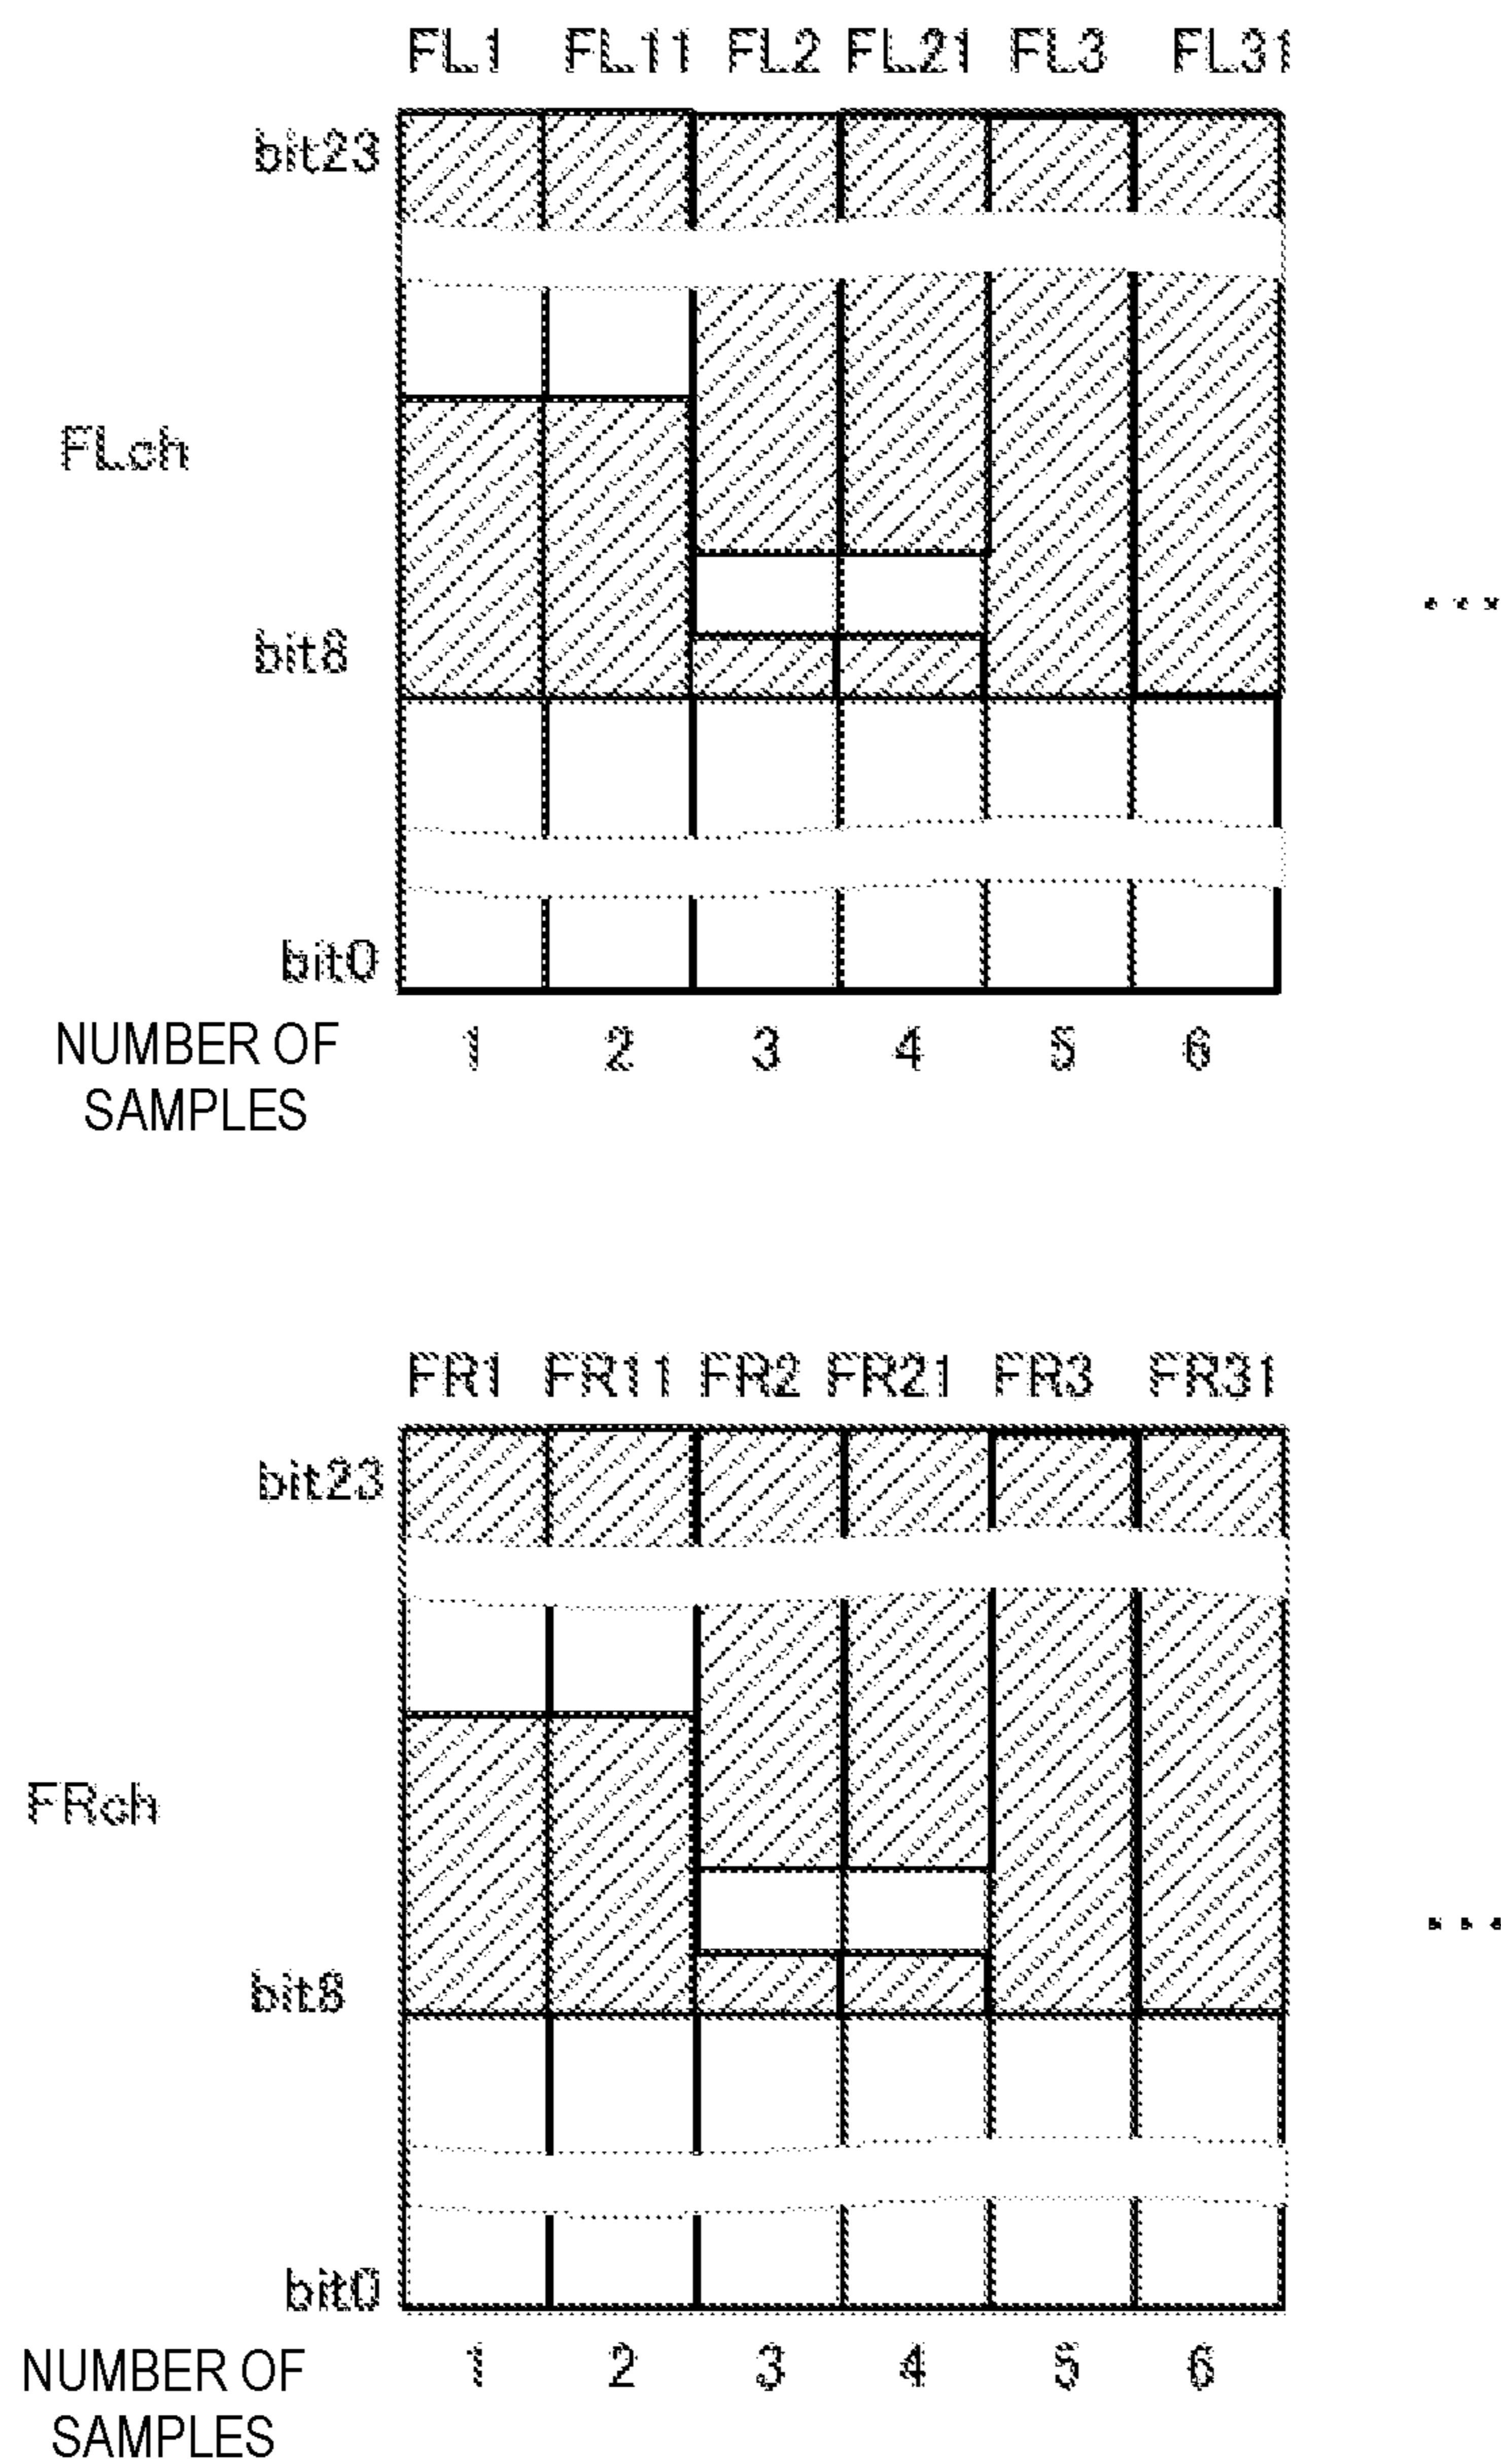 FL1 FL11 FL2 FL21 FL3 FL31
bit23
FLch
...
bit8
bit0
NUMBER OF
SAMPLES
1 2 3 4 5 6
FR1 FR11 FR2 FR21 FR3 FR31
bit23
FRch
...
bit8
bit0
NUMBER OF
SAMPLES
1 2 3 4 5 6